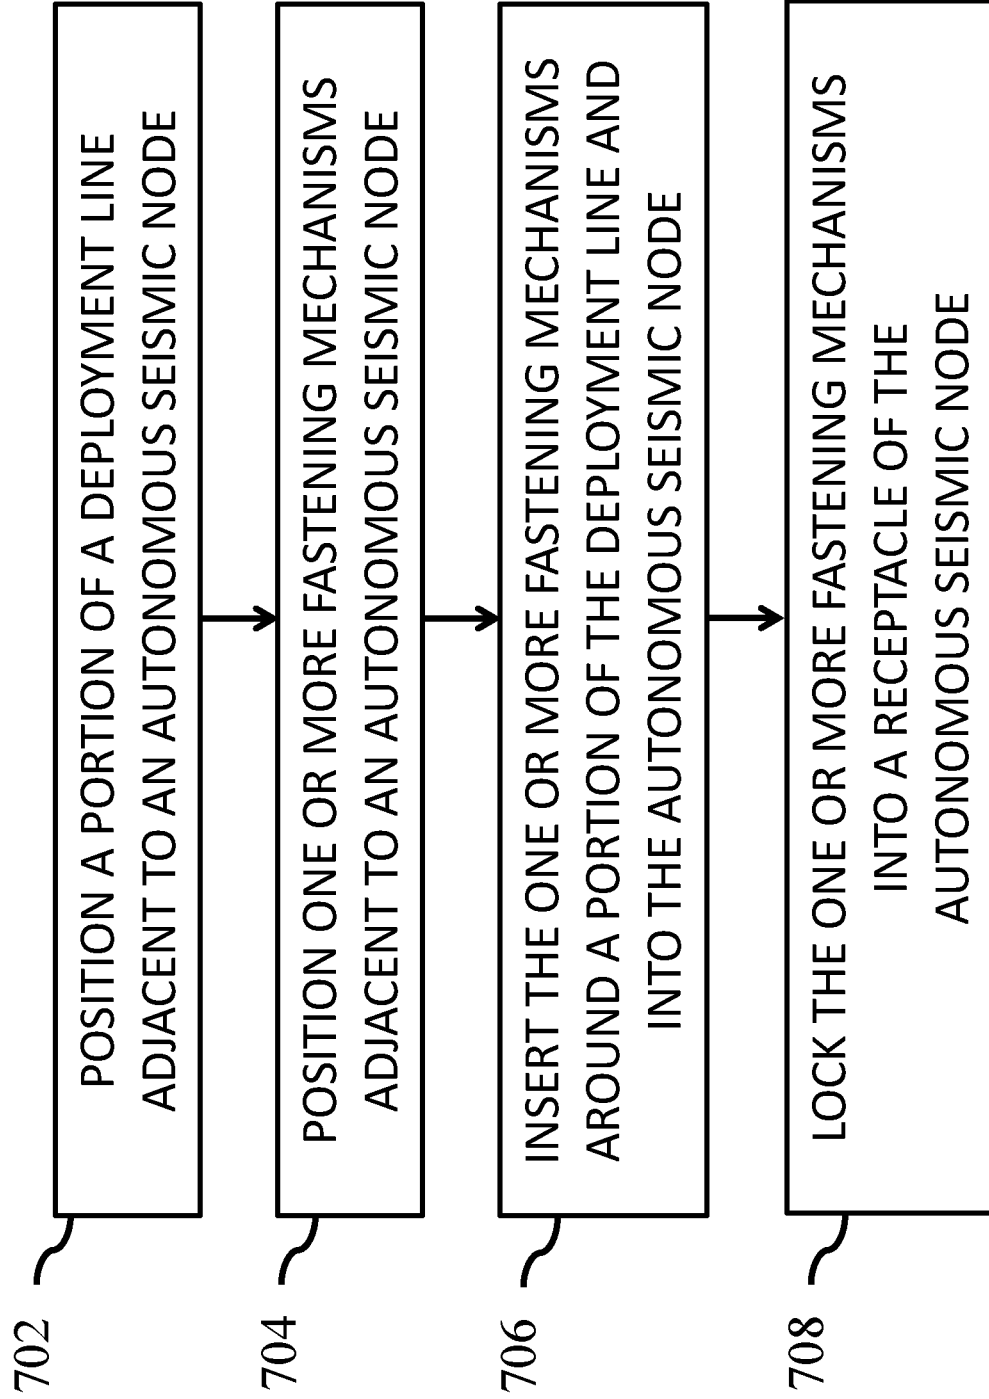 702
POSITION A PORTION OF A DEPLOYMENT LINE
ADJACENT TO AN AUTONOMOUS SEISMIC NODE
704
POSITION ONE OR MORE FASTENING MECHANISMS
ADJACENT TO AN AUTONOMOUS SEISMIC NODE
706
INSERT THE ONE OR MORE FASTENING MECHANISMS
AROUND A PORTION OF THE DEPLOYMENT LINE AND
INTO THE AUTONOMOUS SEISMIC NODE
708
LOCK THE ONE OR MORE FASTENING MECHANISMS
INTO A RECEPTACLE OF THE
AUTONOMOUS SEISMIC NODE